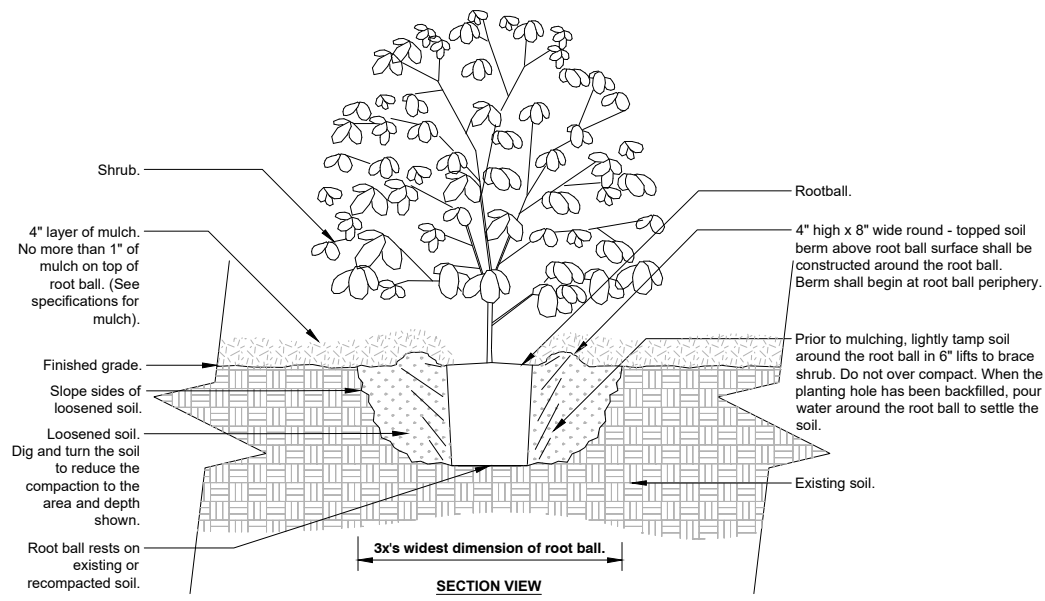 Shrub.
4" layer of mulch.
No more than 1" of
mulch on top of
root ball. (See
specifications for
mulch).
Finished grade.
Slope sides of
loosened soil.
Loosened soil.
Dig and turn the soil
to reduce the
compaction to the
area and depth
shown.
Root ball rests on
existing or
recompacted soil.
Rootball.
4" high x 8" wide round - topped soil
berm above root ball surface shall be
constructed around the root ball.
Berm shall begin at root ball periphery.
Prior to mulching, lightly tamp soil
around the root ball in 6" lifts to brace
shrub. Do not over compact. When the
planting hole has been backfilled, pour
water around the root ball to settle the
soil.
Existing soil.
3x's widest dimension of root ball.
SECTION VIEW